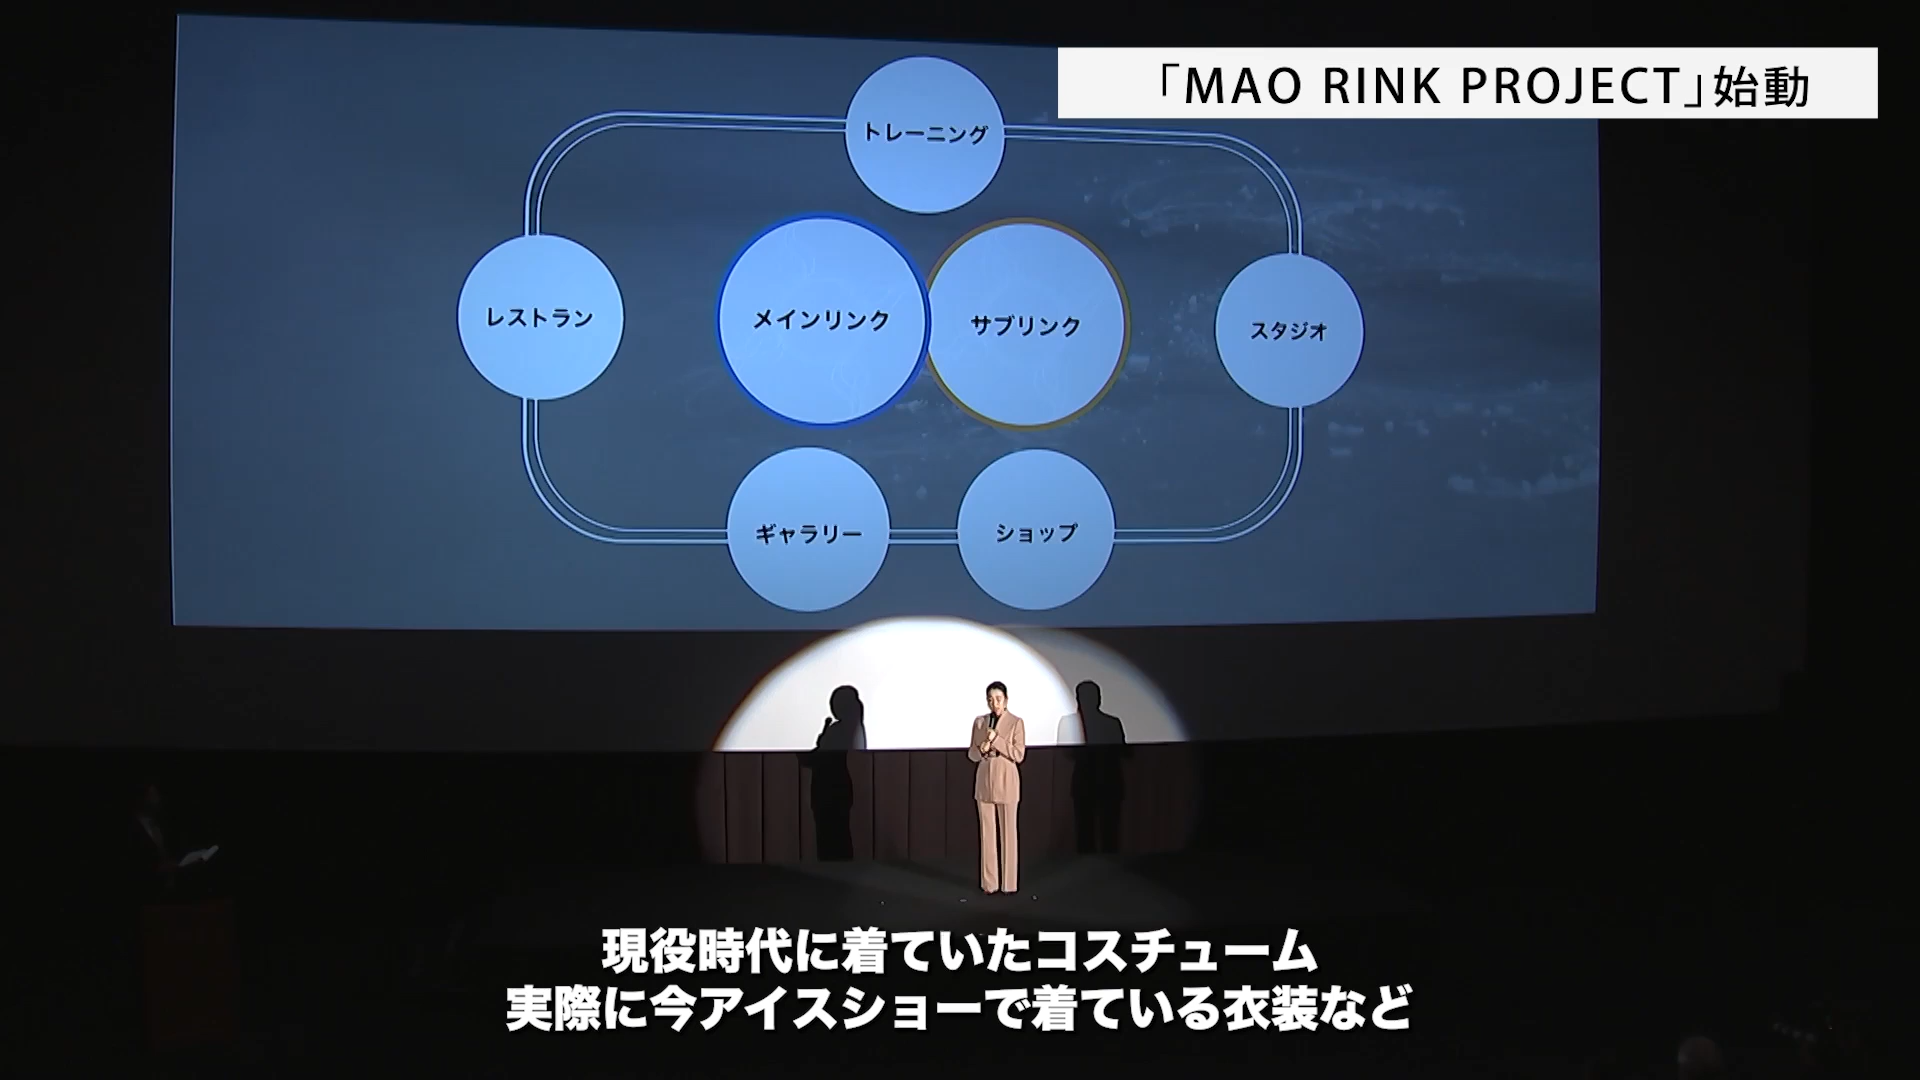 「MAO RINK PROJECT」始動
トレーニング
レストラン
メインリンク
サブリンク
スタジオ
ギャラリー
ショップ
現役時代に着ていたコスチューム
実際に今アイスショーで着ている衣装など